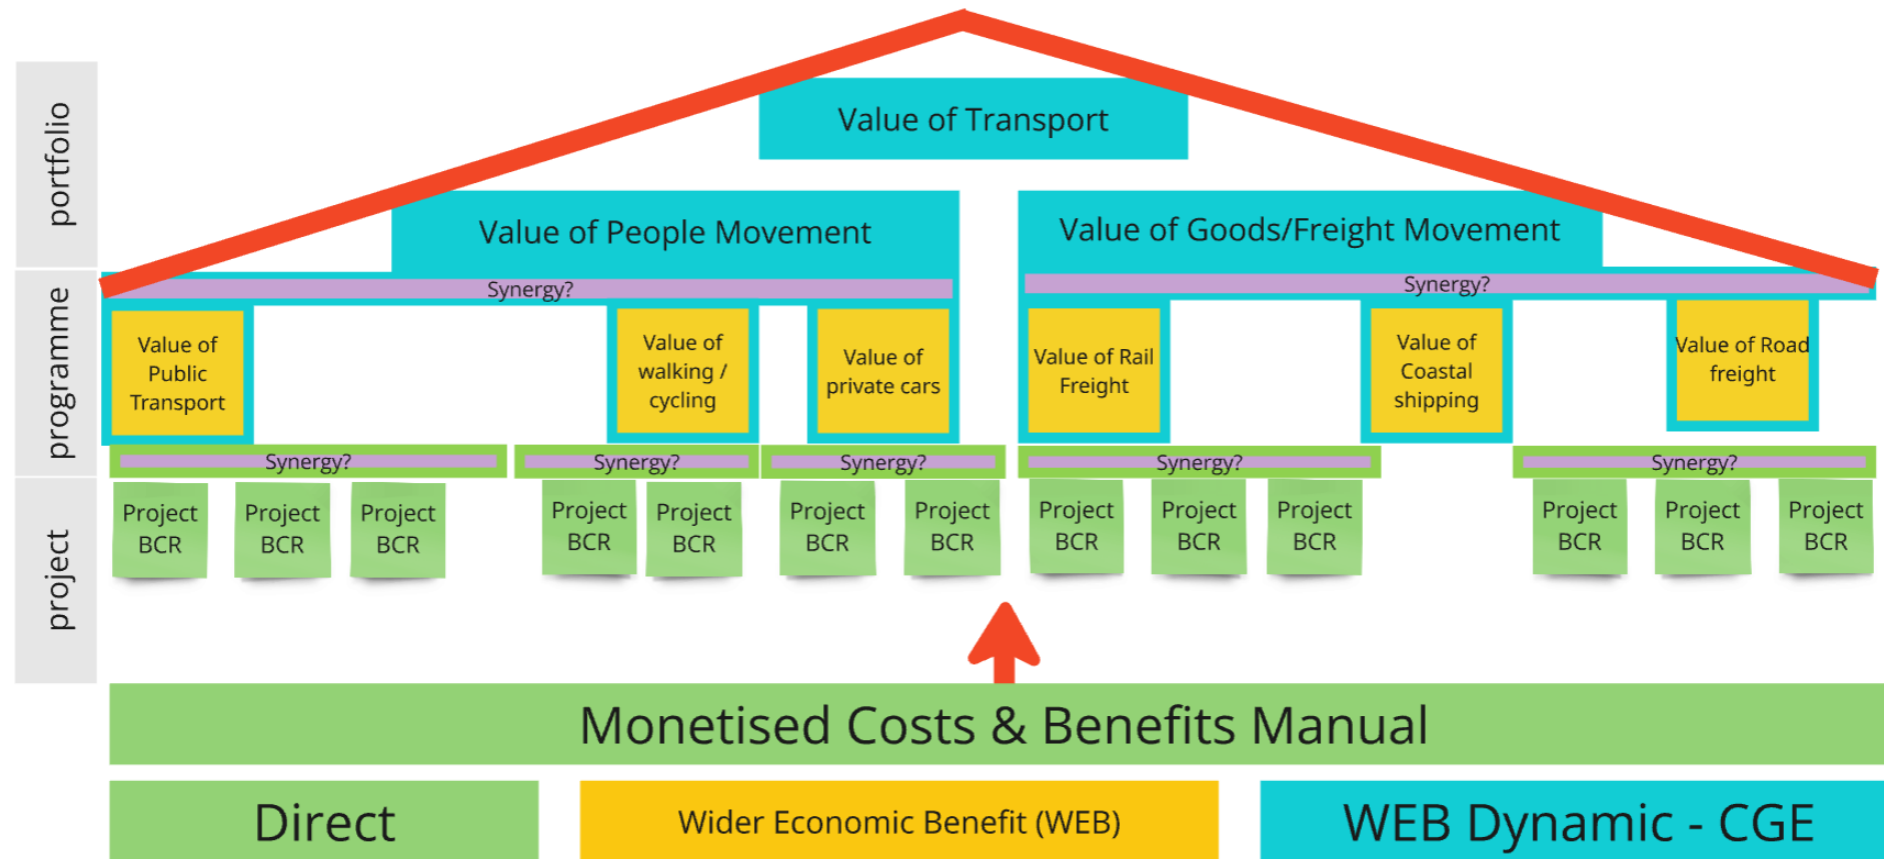 portfolio
Value of Transport
Value of People Movement
Value of Goods/Freight Movement
programme
Synergy?
Synergy?
Value of
Public
Transport
Value of
walking /
cycling
Value of
private cars
Value of Rail
Freight
Value of
Coastal
shipping
Value of Road
freight
Synergy?
Synergy?
Synergy?
Synergy?
Synergy?
project
Project
BCR
Project
BCR
Project
BCR
Project
BCR
Project
BCR
Project
BCR
Project
BCR
Project
BCR
Project
BCR
Project
BCR
Project
BCR
Project
BCR
Project
BCR
Monetised Costs & Benefits Manual
Direct
Wider Economic Benefit (WEB)
WEB Dynamic - CGE